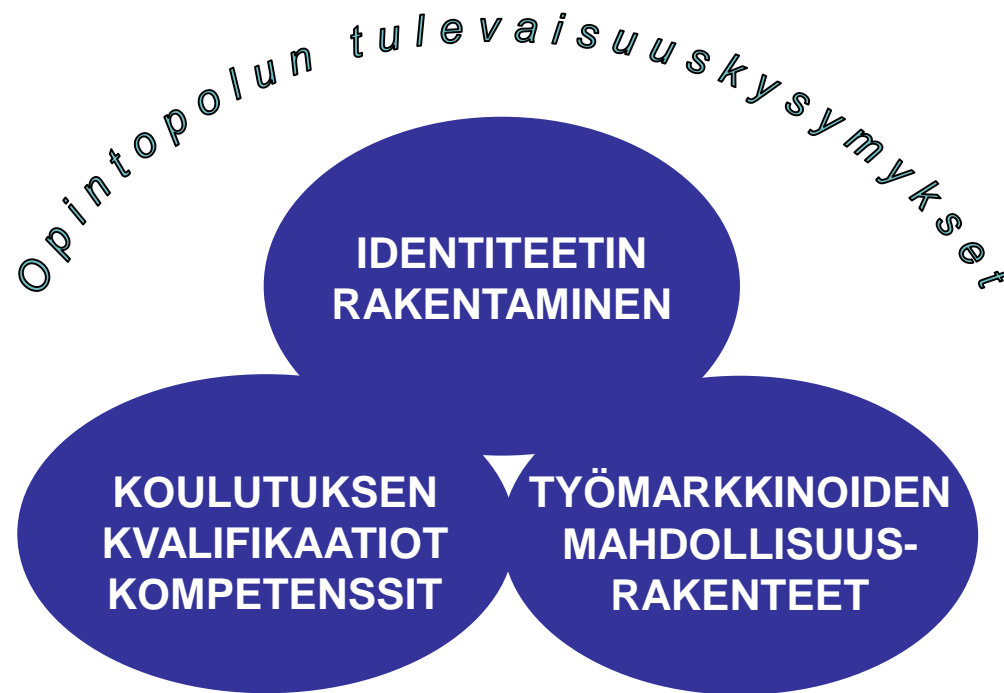 Opintopolun tulevaisuuskysymykset
IDENTITEETIN
RAKENTAMINEN
KOULUTUKSEN
KVALIFIKAATIOT
KOMPETENSSIT
TYÖMARKKINOIDEN
MAHDOLLISUUS-
RAKENTEET